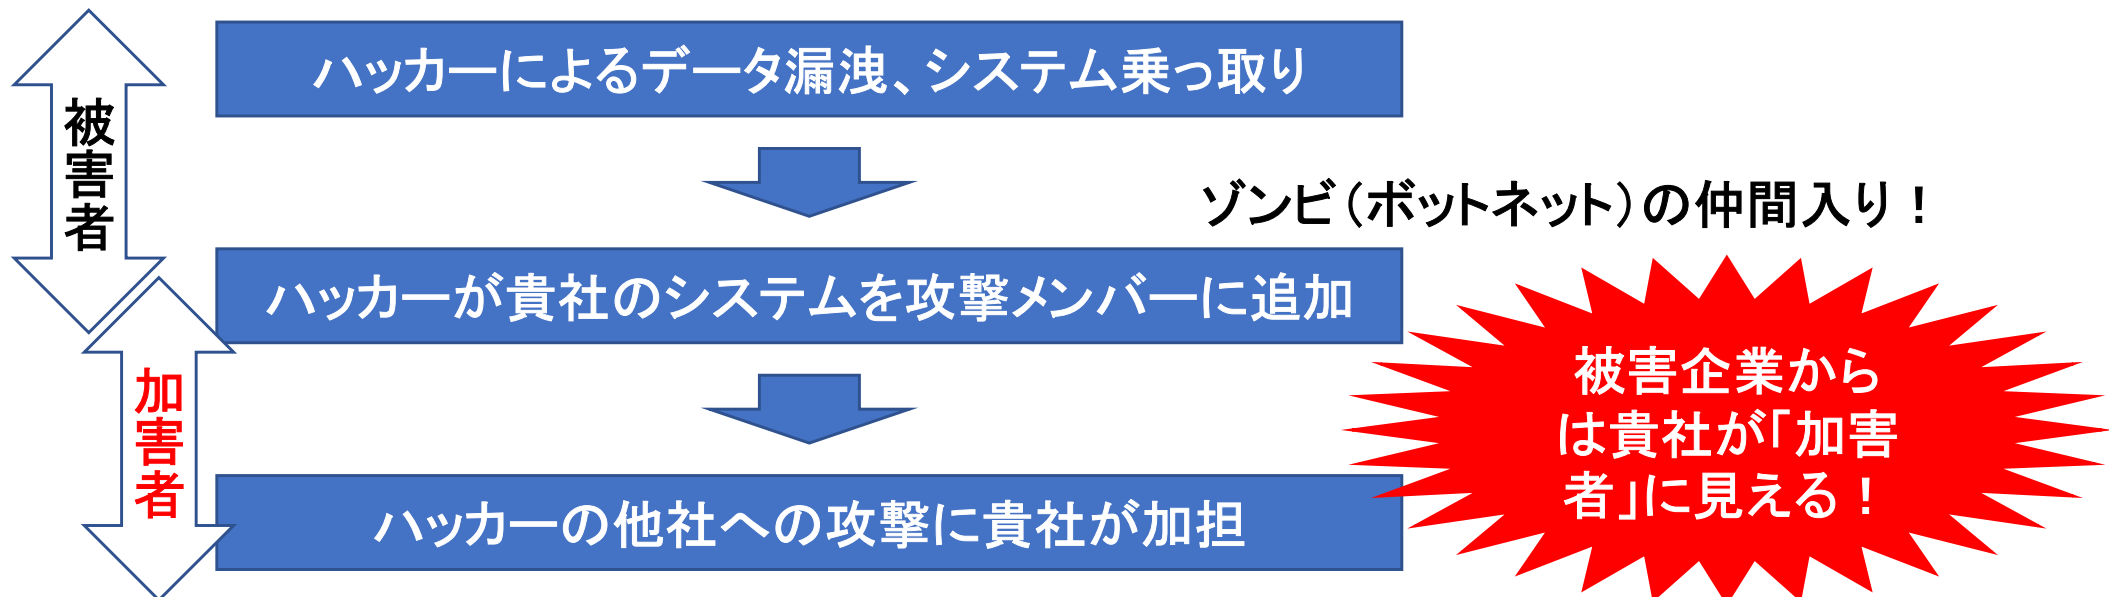 ハッカーによるデータ漏洩、システム乗っ取り
被害者
ゾンビ（ボットネット）の仲間入り！
ハッカーが貴社のシステムを攻撃メンバーに追加
被害企業から
は貴社が「加害
者」に見える！
加害者
ハッカーの他社への攻撃に貴社が加担